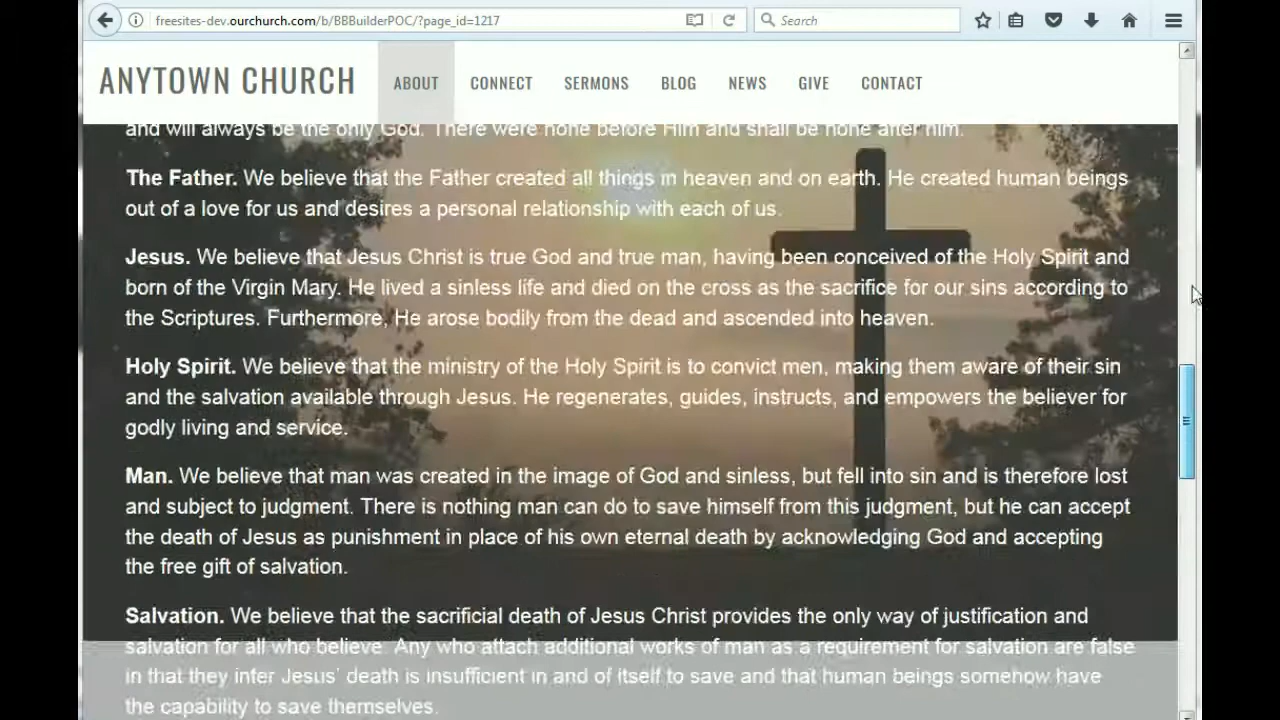 freesites-dev.ourchurch.com/b/BBBuilderPOC/?page_id=1217
Search
ANYTOWN CHURCH
ABOUT
CONNECT
SERMONS
BLOG
NEWS
GIVE
CONTACT
and will always be the only God. There were none before Him and shall be none after him.
The Father. We believe that the Father created all things in heaven and on earth. He created human beings
out of a love for us and desires a personal relationship with each of us.
Jesus. We believe that Jesus Christ is true God and true man, having been conceived of the Holy Spirit and
born of the Virgin Mary. He lived a sinless life and died on the cross as the sacrifice for our sins according to
the Scriptures. Furthermore, He arose bodily from the dead and ascended into heaven.
Holy Spirit. We believe that the ministry of the Holy Spirit is to convict men, making them aware of their sin
and the salvation available through Jesus. He regenerates, guides, instructs, and empowers the believer for
godly living and service.
Man. We believe that man was created in the image of God and sinless, but fell into sin and is therefore lost
and subject to judgment. There is nothing man can do to save himself from this judgment, but he can accept
the death of Jesus as punishment in place of his own eternal death by acknowledging God and accepting
the free gift of salvation.
Salvation. We believe that the sacrificial death of Jesus Christ provides the only way of justification and
salvation for all who believe. Any who attach additional works of man as a requirement for salvation are false
in that they inter Jesus' death is insufficient in and of itself to save and that human beings somehow have
the capability to save themselves.